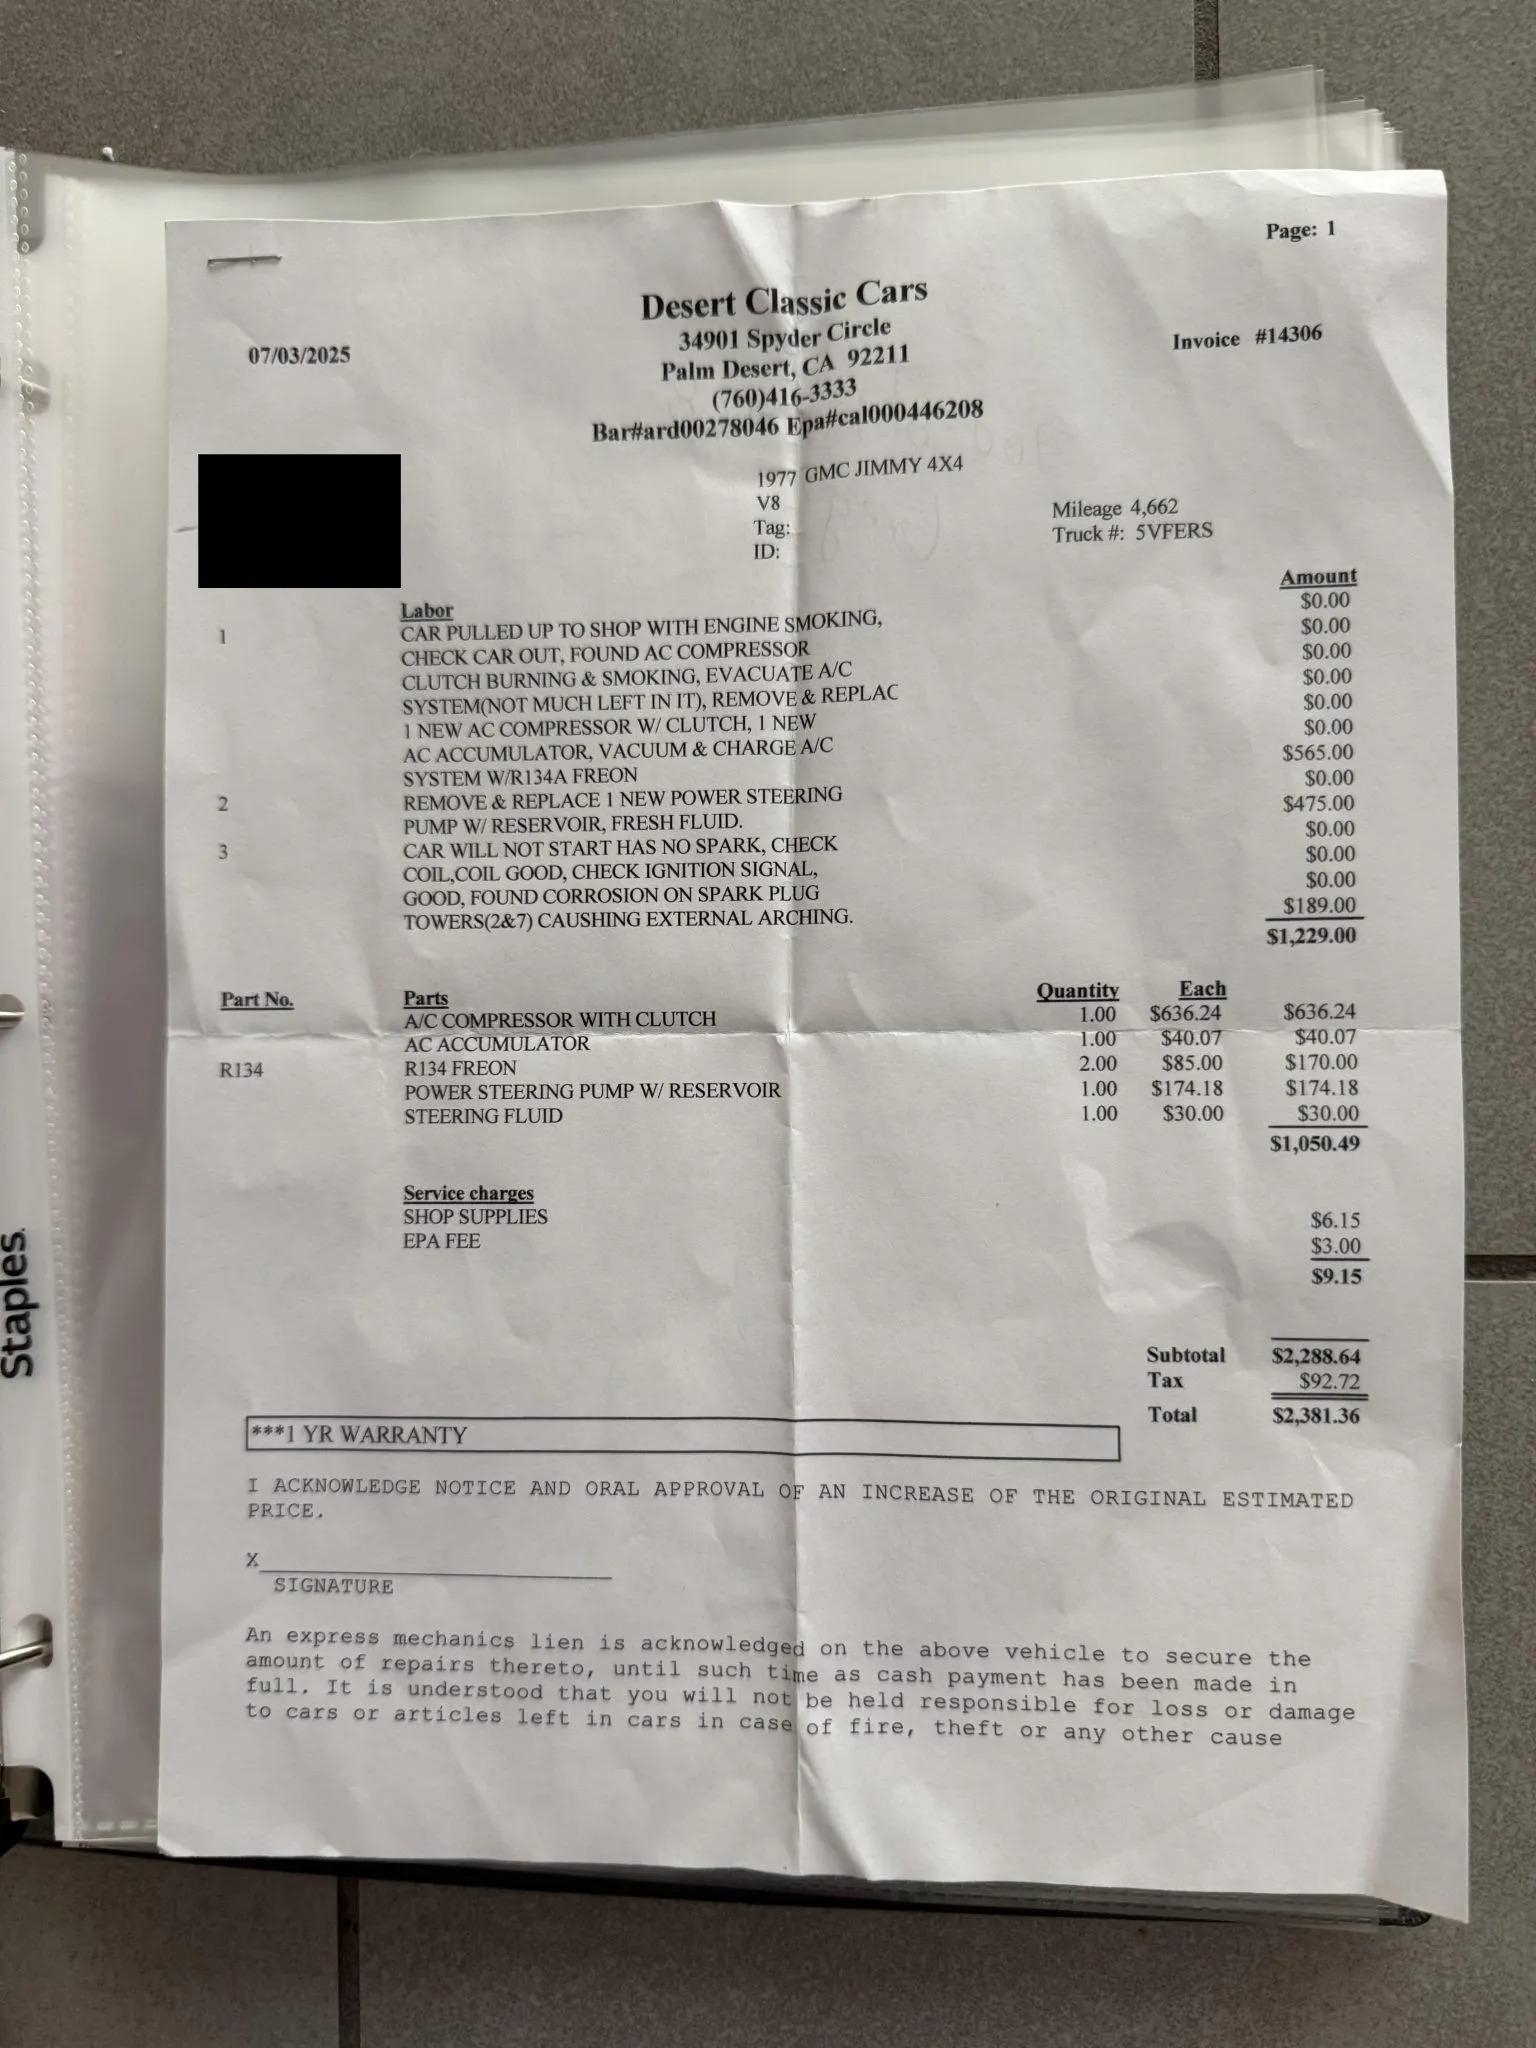 Page: 1
Desert Classic Cars
34901 Spyder Circle
07/03/2025
Invoice #14306
Palm Desert, CA 92211
(760)416-3333
Bar#ard00278046 Epa#cal000446208
1977 GMC JIMMY 4X4
V8
Mileage 4,662
Tag:
Truck #: 5VFERS
ID:
Amount
Labor $0.00
1 CAR PULLED UP TO SHOP WITH ENGINE SMOKING, $0.00
CHECK CAR OUT, FOUND AC COMPRESSOR $0.00
CLUTCH BURNING & SMOKING, EVACUATE A/C $0.00
SYSTEM(NOT MUCH LEFT IN IT), REMOVE & REPLAC $0.00
1 NEW AC COMPRESSOR W/ CLUTCH, 1 NEW $0.00
AC ACCUMULATOR, VACUUM & CHARGE A/C $565.00
SYSTEM W/R134A FREON $0.00
2 REMOVE & REPLACE 1 NEW POWER STEERING $475.00
PUMP W/ RESERVOIR, FRESH FLUID. $0.00
3 CAR WILL NOT START HAS NO SPARK, CHECK $0.00
COIL,COIL GOOD, CHECK IGNITION SIGNAL, $0.00
GOOD, FOUND CORROSION ON SPARK PLUG $189.00
TOWERS(2&7) CAUSHING EXTERNAL ARCHING. $1,229.00
Part No. Parts Quantity Each
A/C COMPRESSOR WITH CLUTCH 1.00 $636.24 $636.24
AC ACCUMULATOR 1.00 $40.07 $40.07
R134 R134 FREON 2.00 $85.00 $170.00
POWER STEERING PUMP W/ RESERVOIR 1.00 $174.18 $174.18
STEERING FLUID 1.00 $30.00 $30.00
$1,050.49
Service charges
SHOP SUPPLIES $6.15
EPA FEE $3.00
$9.15
Subtotal $2,288.64
Tax $92.72
Total $2,381.36
***1 YR WARRANTY
I ACKNOWLEDGE NOTICE AND ORAL APPROVAL OF AN INCREASE OF THE ORIGINAL ESTIMATED
PRICE.
X
SIGNATURE
An express mechanics lien is acknowledged on the above vehicle to secure the
amount of repairs thereto, until such time as cash payment has been made in
full. It is understood that you will not be held responsible for loss or damage
to cars or articles left in cars in case of fire, theft or any other cause
Staples